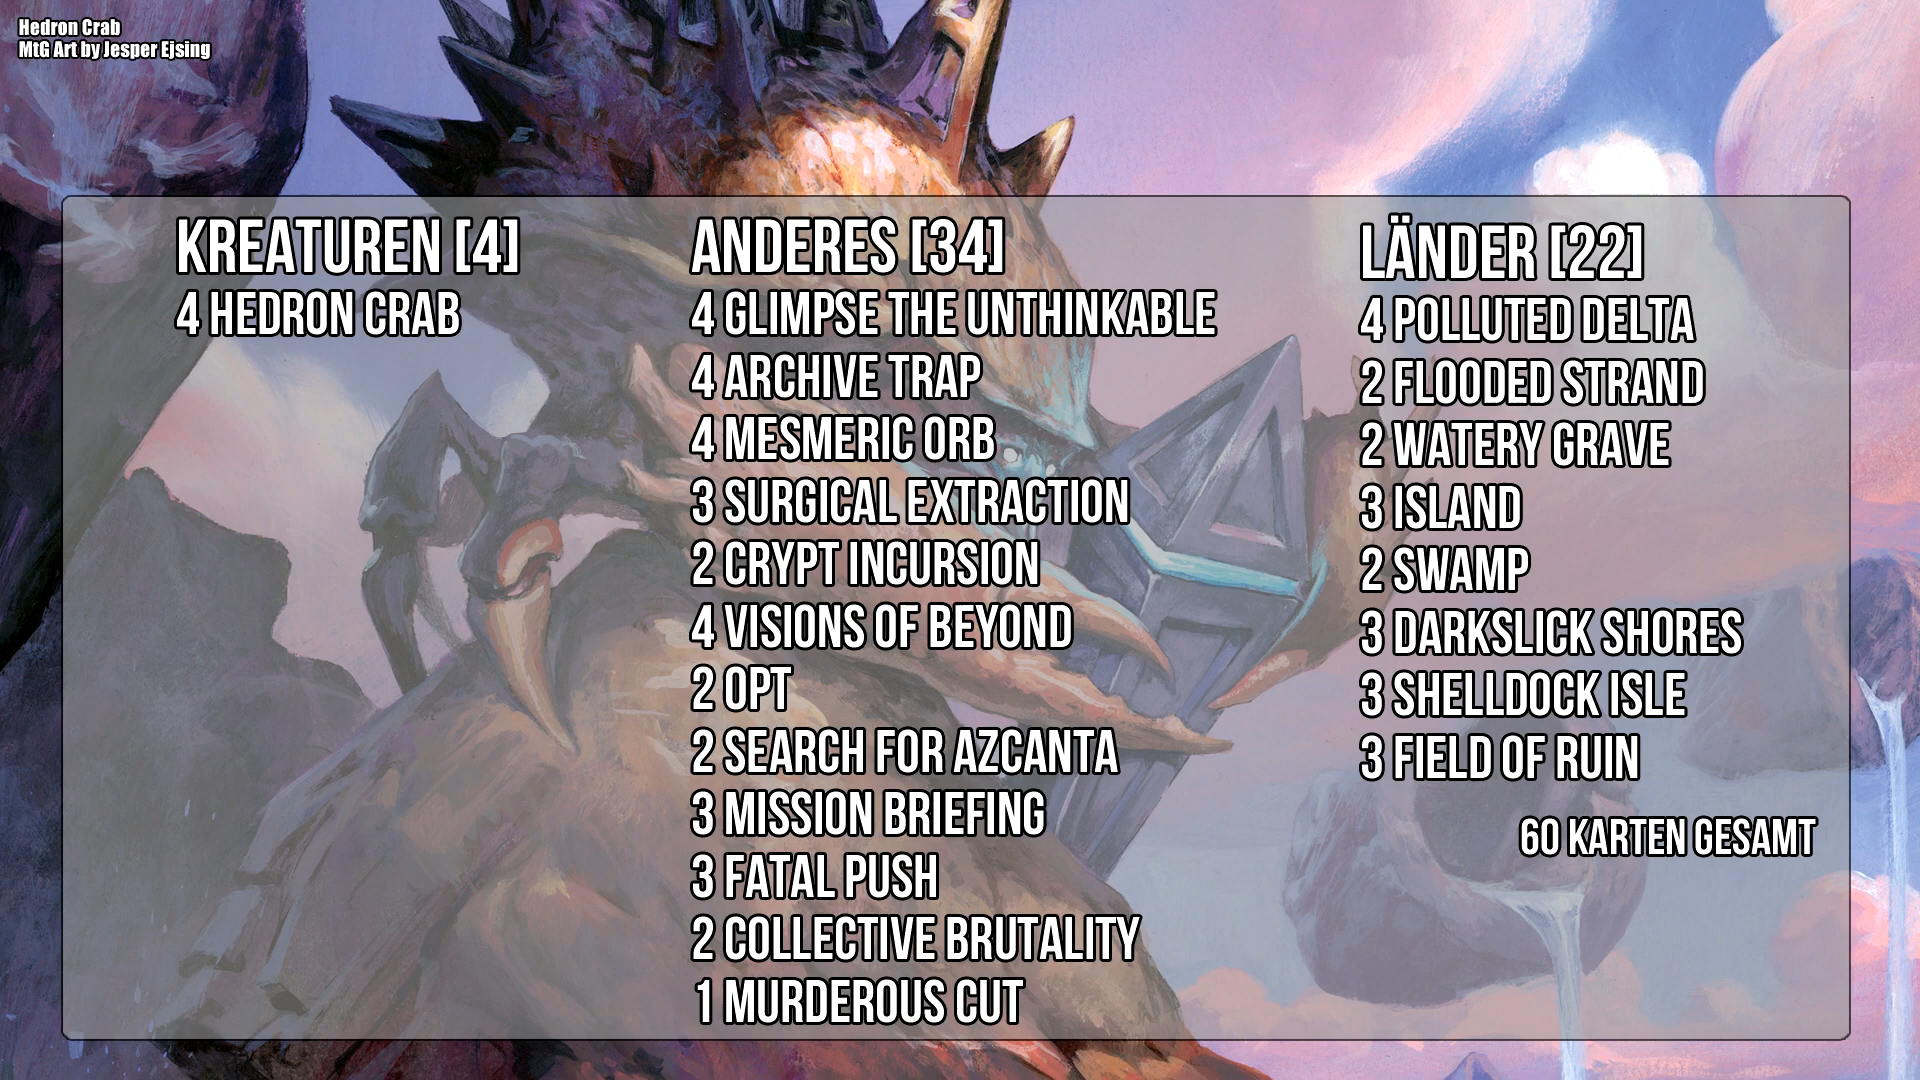 Hedron Crab
MtG Art by Jesper Ejsing
KREATUREN [4]
4 HEDRON CRAB
ANDERES [34]
4 GLIMPSE THE UNTHINKABLE
4 ARCHIVE TRAP
4 MESMERIC ORB
3 SURGICAL EXTRACTION
2 CRYPT INCURSION
4 VISIONS OF BEYOND
2 OPT
2 SEARCH FOR AZCANTA
3 MISSION BRIEFING
3 FATAL PUSH
2 COLLECTIVE BRUTALITY
1 MURDEROUS CUT
LÄNDER [22]
4 POLLUTED DELTA
2 FLOODED STRAND
2 WATERY GRAVE
3 ISLAND
2 SWAMP
3 DARKSLICK SHORES
3 SHELLDOCK ISLE
3 FIELD OF RUIN
60 KARTEN GESAMT